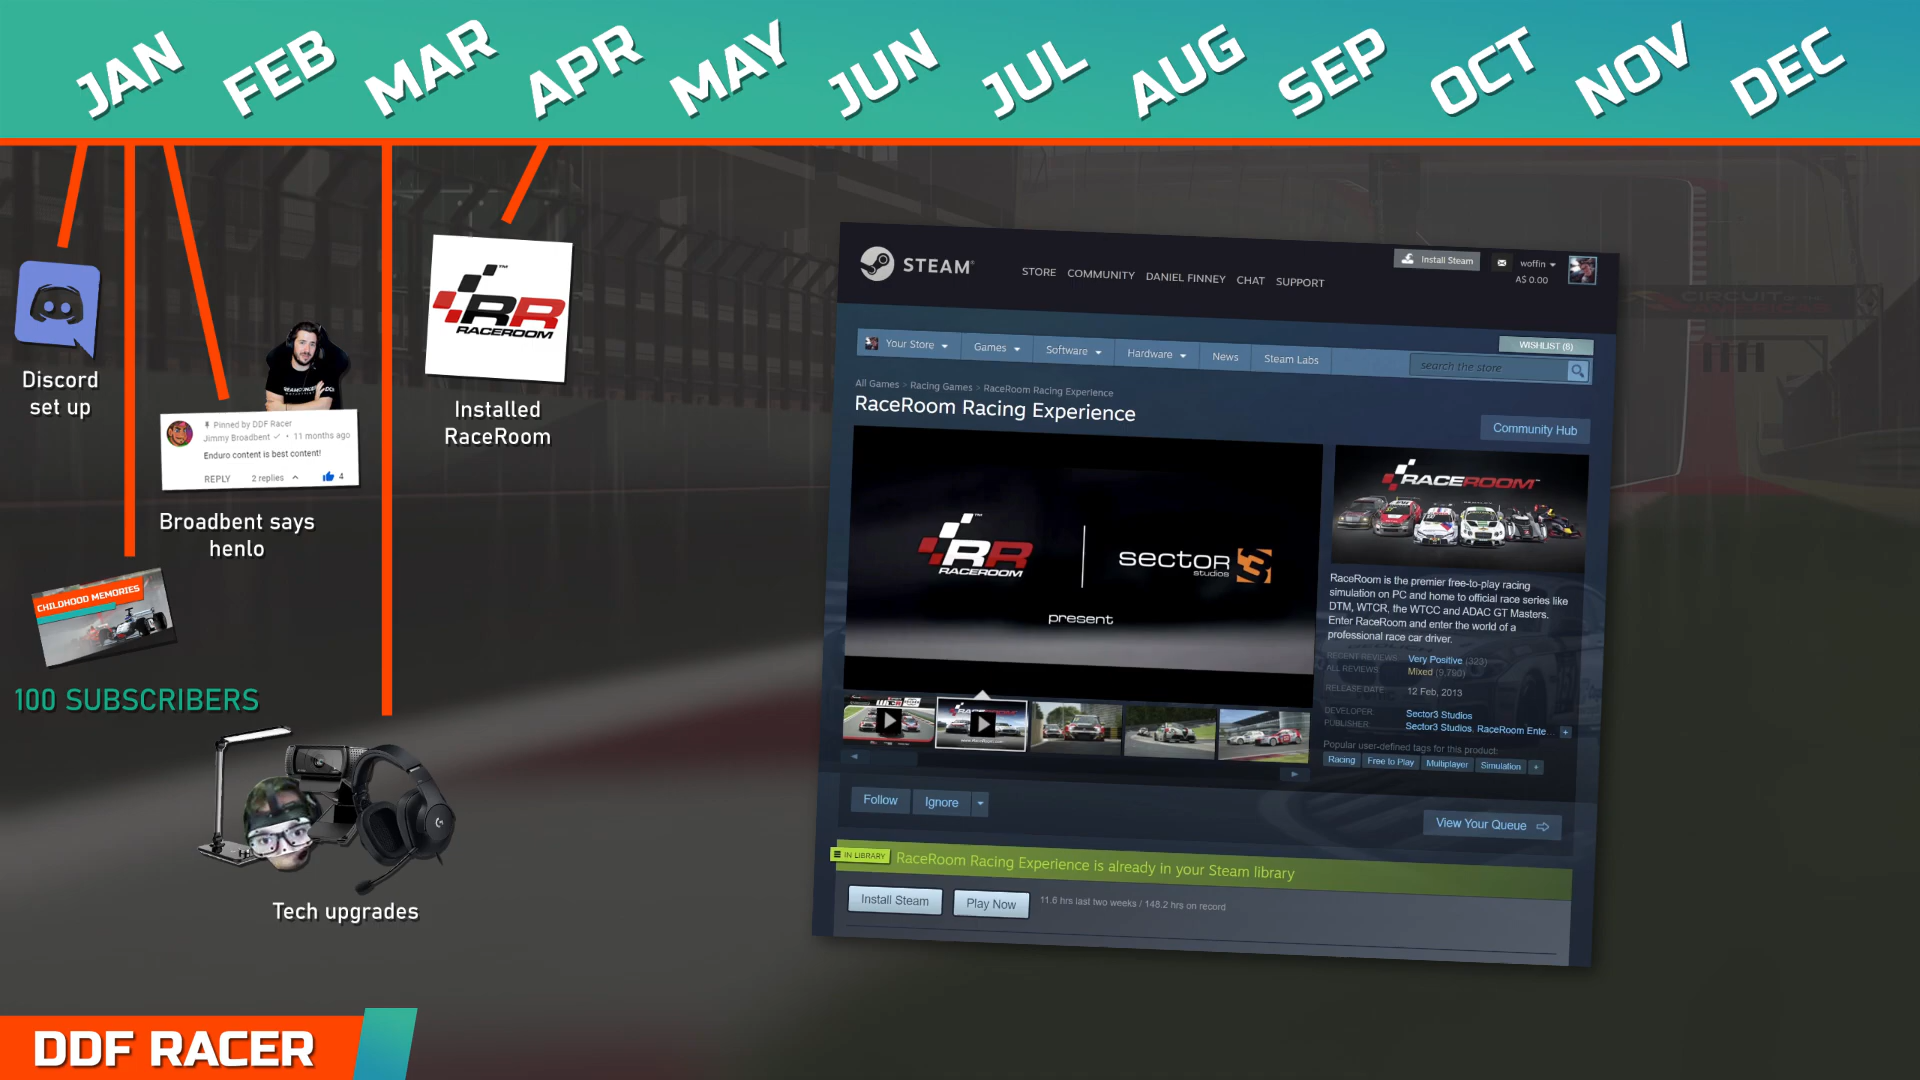 JAN FEB MAR APR MAY JUN JUL AUG SEP OCT NOV DEC
Discord
set up
Pinned by DDF Racer
Jimmy Broadbent • 11 months ago
Enduro content is best content!
REPLY 2 replies 4
Broadbent says
henlo
CHILDHOOD MEMORIES
100 SUBSCRIBERS
Tech upgrades
RR
RACEROOM
Installed
RaceRoom
STEAM
STORE COMMUNITY DANIEL FINNEY CHAT SUPPORT
Install Steam
woffin
A$ 0.00
WISHLIST (8)
Your Store Games Software Hardware News Steam Labs
search the store
All Games > Racing Games > RaceRoom Racing Experience
RaceRoom Racing Experience
Community Hub
RR
RACEROOM
sector3
studios
present
RACEROOM
RaceRoom is the premier free-to-play racing
simulation on PC and home to official race series like
DTM, WTCR, the WTCC and ADAC GT Masters.
Enter RaceRoom and enter the world of a
professional race car driver.
RECENT REVIEWS: Very Positive (323)
ALL REVIEWS: Mixed (9,780)
RELEASE DATE: 12 Feb, 2013
DEVELOPER: Sector3 Studios
PUBLISHER: Sector3 Studios, RaceRoom Ente... +
Popular user-defined tags for this product:
Racing Free to Play Multiplayer Simulation +
Follow Ignore
View Your Queue
IN LIBRARY RaceRoom Racing Experience is already in your Steam library
Install Steam Play Now 11.6 hrs last two weeks / 148.2 hrs on record
DDF RACER